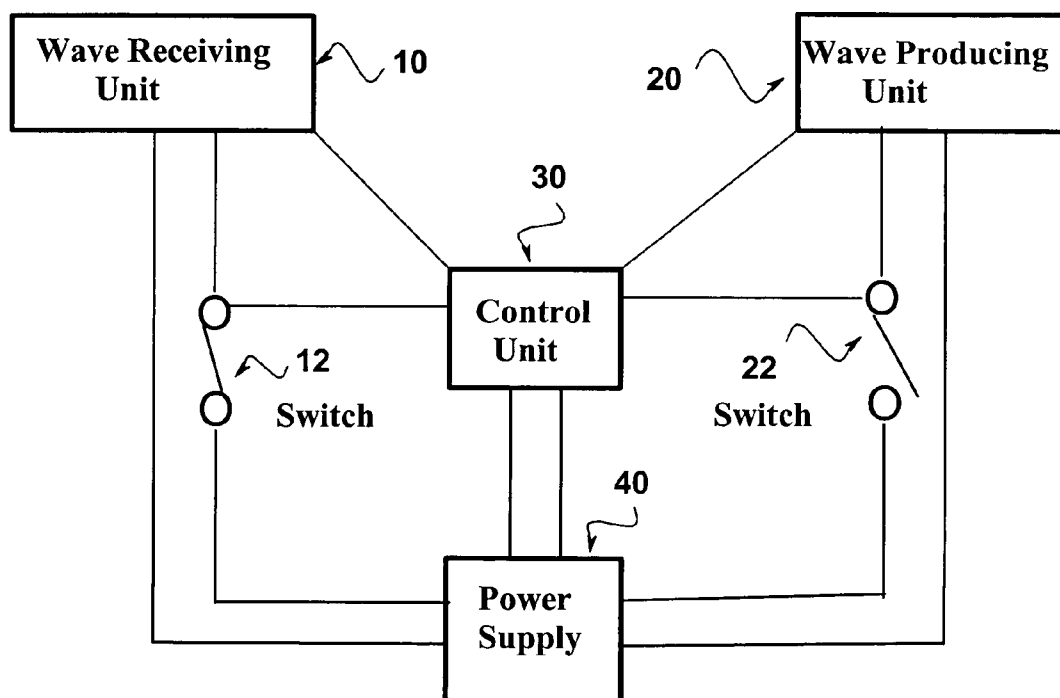 Wave Receiving
Unit
10
20
Wave Producing
Unit
30
Control
Unit
12
Switch
22
Switch
40
Power
Supply